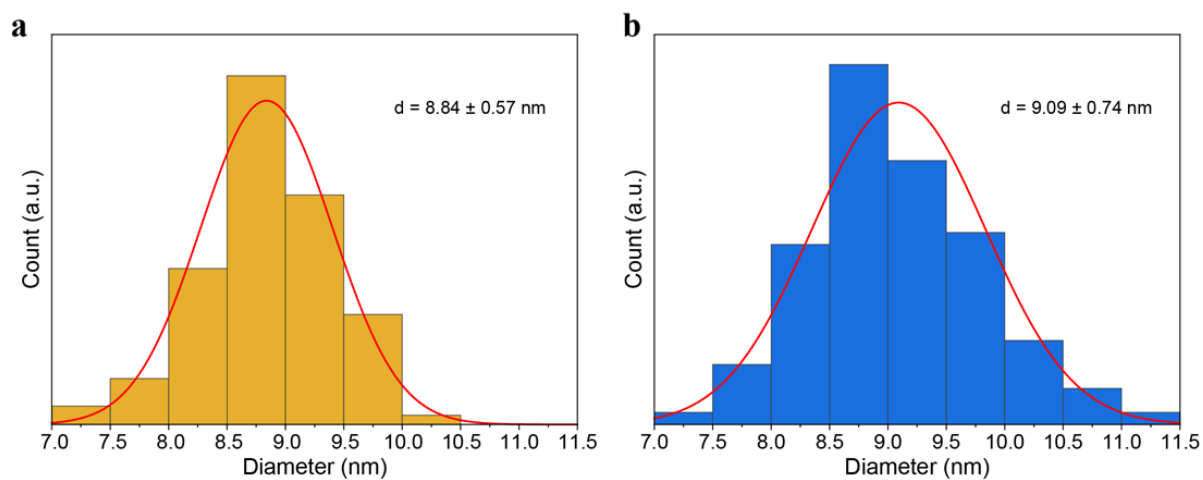 a
d = 8.84 ± 0.57 nm
Count (a.u.)
7.0 7.5 8.0 8.5 9.0 9.5 10.0 10.5 11.0 11.5
Diameter (nm)
b
d = 9.09 ± 0.74 nm
Count (a.u.)
7.0 7.5 8.0 8.5 9.0 9.5 10.0 10.5 11.0 11.5
Diameter (nm)